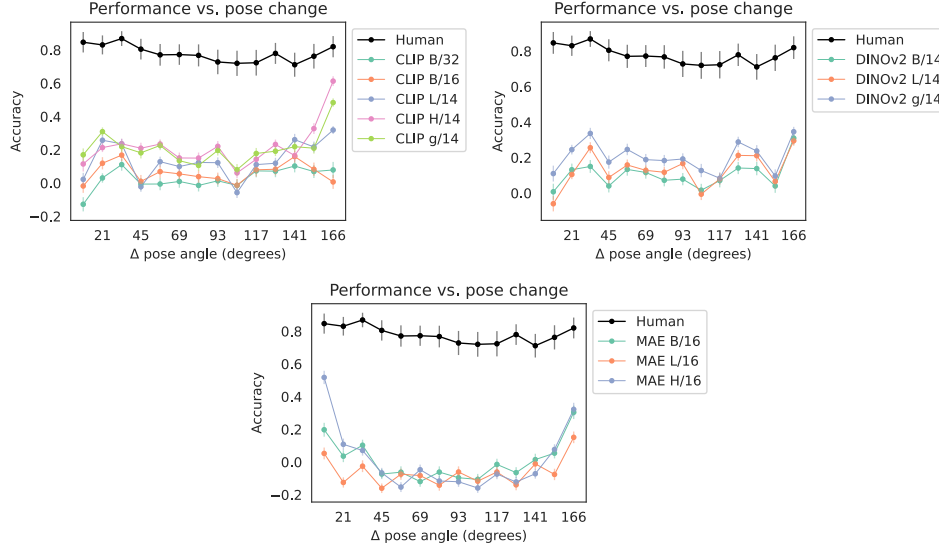 Performance vs. pose change
Accuracy
0.8
0.6
0.4
0.2
0.0
−0.2
21 45 69 93 117 141 166
Δ pose angle (degrees)
Human
CLIP B/32
CLIP B/16
CLIP L/14
CLIP H/14
CLIP g/14
Performance vs. pose change
Accuracy
0.8
0.6
0.4
0.2
0.0
21 45 69 93 117 141 166
Δ pose angle (degrees)
Human
DINOv2 B/14
DINOv2 L/14
DINOv2 g/14
Performance vs. pose change
Accuracy
0.8
0.6
0.4
0.2
0.0
−0.2
21 45 69 93 117 141 166
Δ pose angle (degrees)
Human
MAE B/16
MAE L/16
MAE H/16